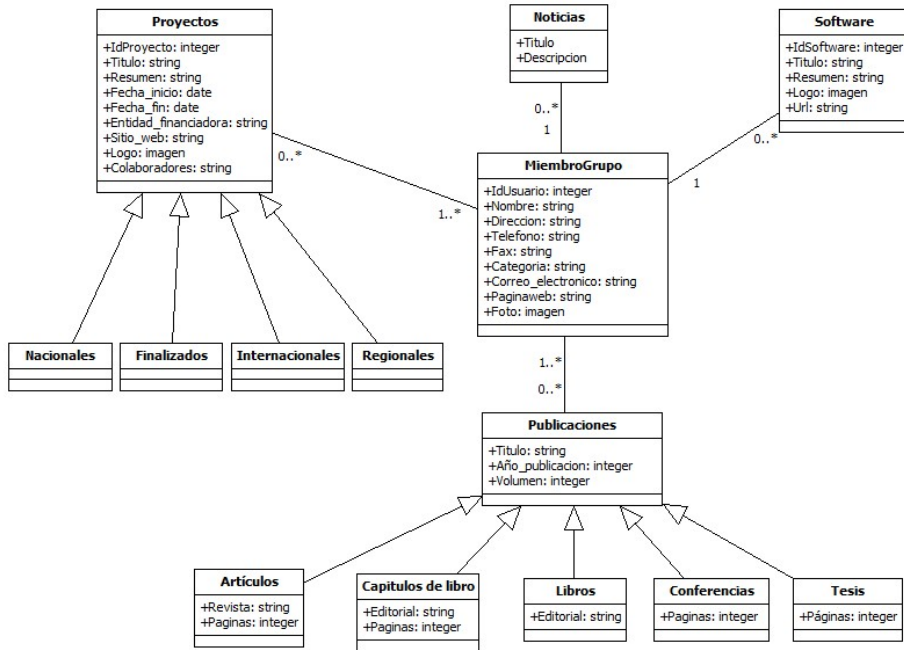 Proyectos
+IdProyecto: integer
+Titulo: string
+Resumen: string
+Fecha_inicio: date
+Fecha_fin: date
+Entidad_financiadora: string
+Sitio_web: string
+Logo: imagen
+Colaboradores: string
Noticias
+Titulo
+Descripcion
Software
+IdSoftware: integer
+Titulo: string
+Resumen: string
+Logo: imagen
+Url: string
0..*
1
0..*
1
0..*
1..*
MiembroGrupo
+IdUsuario: integer
+Nombre: string
+Direccion: string
+Telefono: string
+Fax: string
+Categoria: string
+Correo_electronico: string
+Paginaweb: string
+Foto: imagen
Nacionales
Finalizados
Internacionales
Regionales
1..*
0..*
Publicaciones
+Titulo: string
+Año_publicacion: integer
+Volumen: integer
Artículos
+Revista: string
+Paginas: integer
Capitulos de libro
+Editorial: string
+Paginas: integer
Libros
+Editorial: string
Conferencias
+Paginas: integer
Tesis
+Páginas: integer